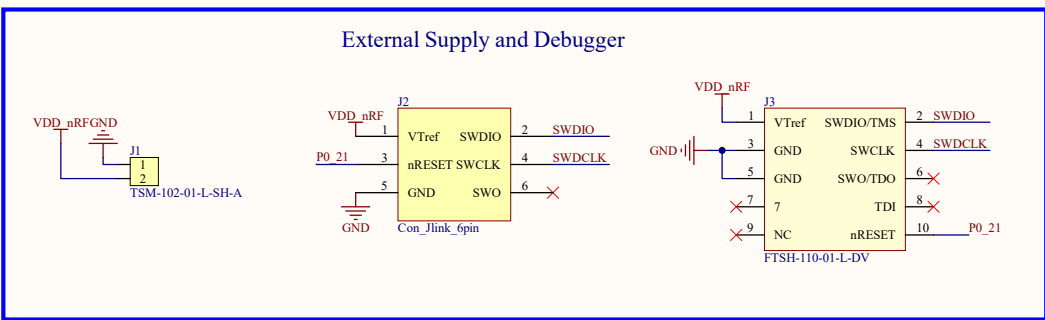 External Supply and Debugger
VDD_nRF GND
J1
1
2
TSM-102-01-L-SH-A
J2
VDD_nRF
1 VTref SWDIO 2 SWDIO
P0_21 3 nRESET SWCLK 4 SWDCLK
5 GND SWO 6
GND
Con_Jlink_6pin
VDD_nRF
J3
1 VTref SWDIO/TMS 2 SWDIO
GND 3 GND SWCLK 4 SWDCLK
5 GND SWO/TDO 6
7 7 TDI 8
9 NC nRESET 10 P0_21
FTSH-110-01-L-DV